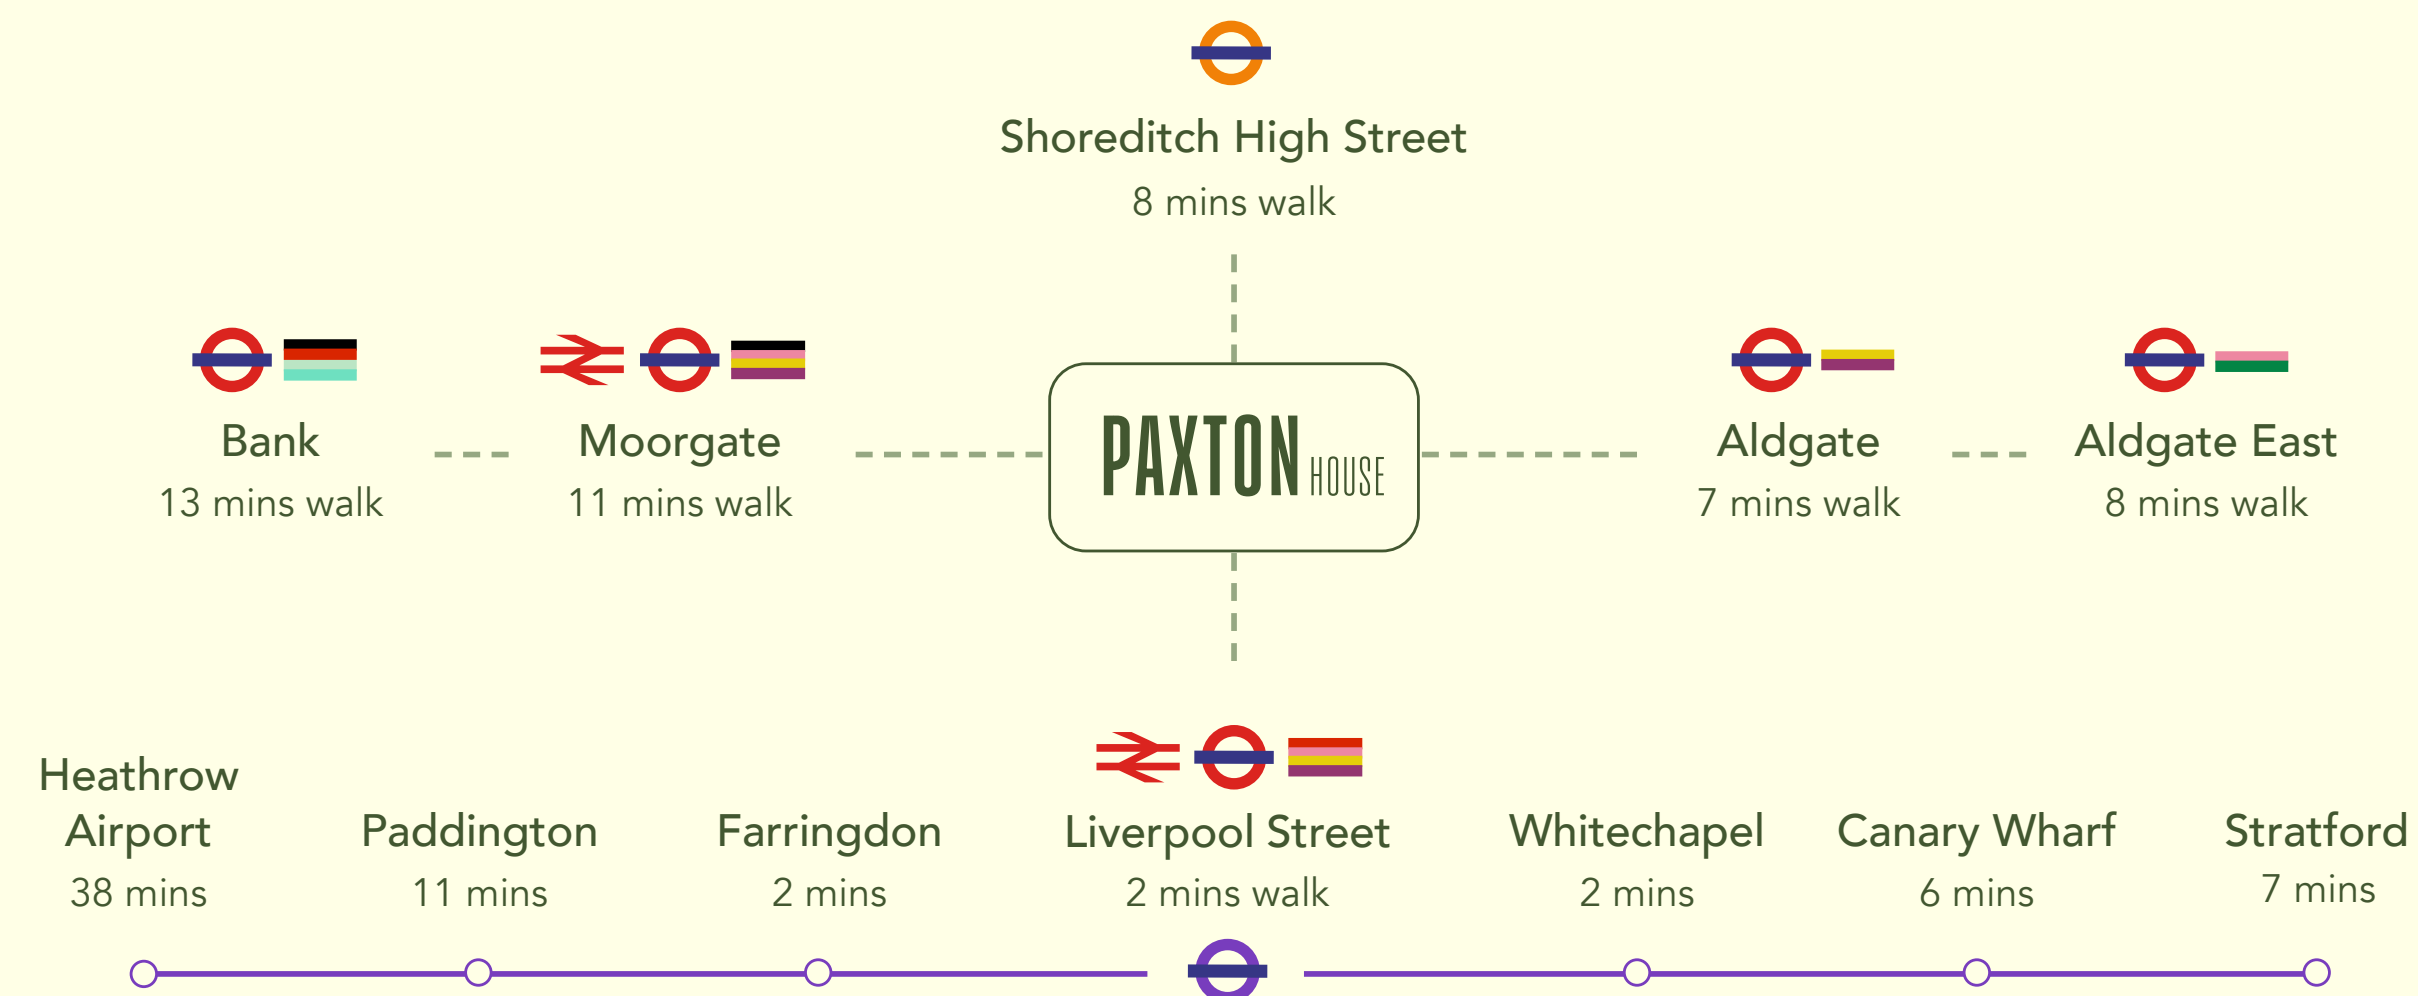 Shoreditch High Street
8 mins walk
Bank
13 mins walk
Moorgate
11 mins walk
PAXTON HOUSE
Aldgate
7 mins walk
Aldgate East
8 mins walk
Heathrow
Airport
38 mins
Paddington
11 mins
Farringdon
2 mins
Liverpool Street
2 mins walk
Whitechapel
2 mins
Canary Wharf
6 mins
Stratford
7 mins